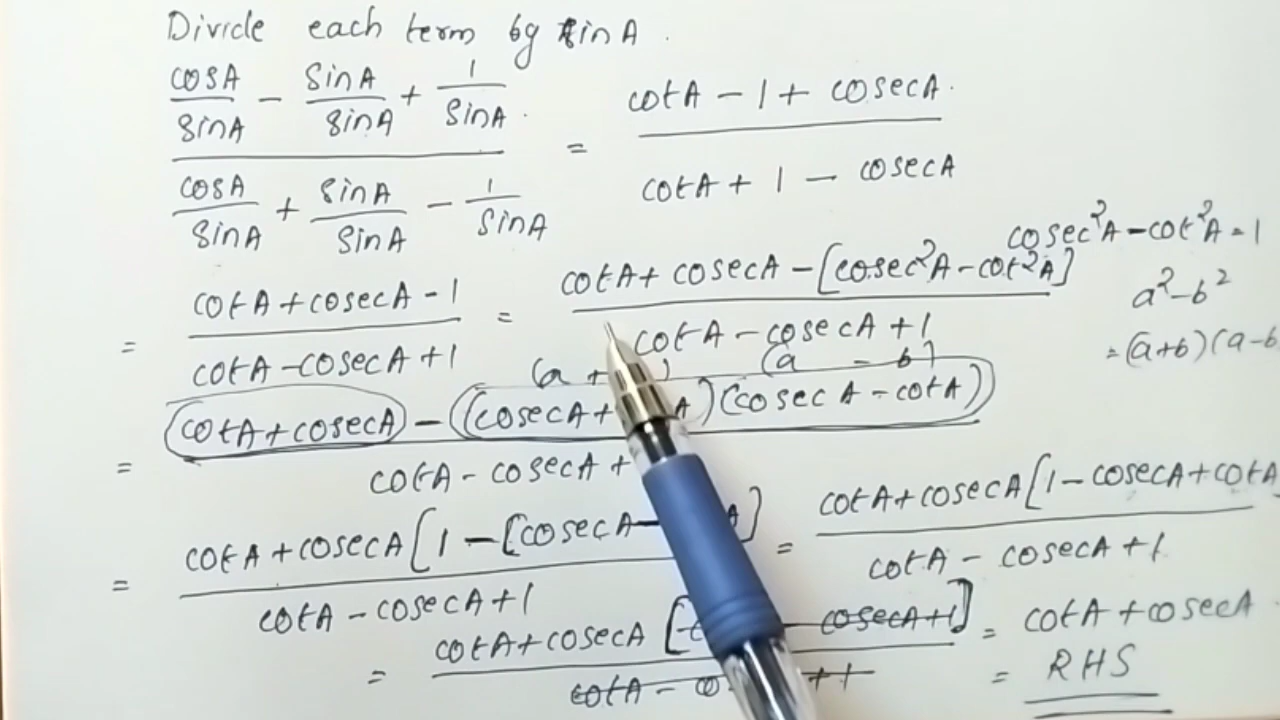 Divide each term by sinA.
cosA/sinA − sinA/sinA + 1/sinA. / cosA/sinA + sinA/sinA − 1/sinA = cotA − 1 + cosecA. / cotA + 1 − cosecA
cosec²A − cot²A = 1
= cotA + cosecA − 1 / cotA − cosecA + 1 = cotA + cosecA − [cosec²A − cot²A] / cotA − cosecA + 1
a² − b²
= (a+b)(a−b
(a + ) (a − b)
= cotA + cosecA − ((cosecA + A)(cosecA − cotA)) / cotA − cosecA +
= cotA + cosecA [1 − [cosecA − A] / cotA − cosecA + 1 = cotA + cosecA [1 − cosecA + cotA / cotA − cosecA + 1
= cotA + cosecA [ − cosecA + 1] / cotA − + 1 = cotA + cosecA
= RHS